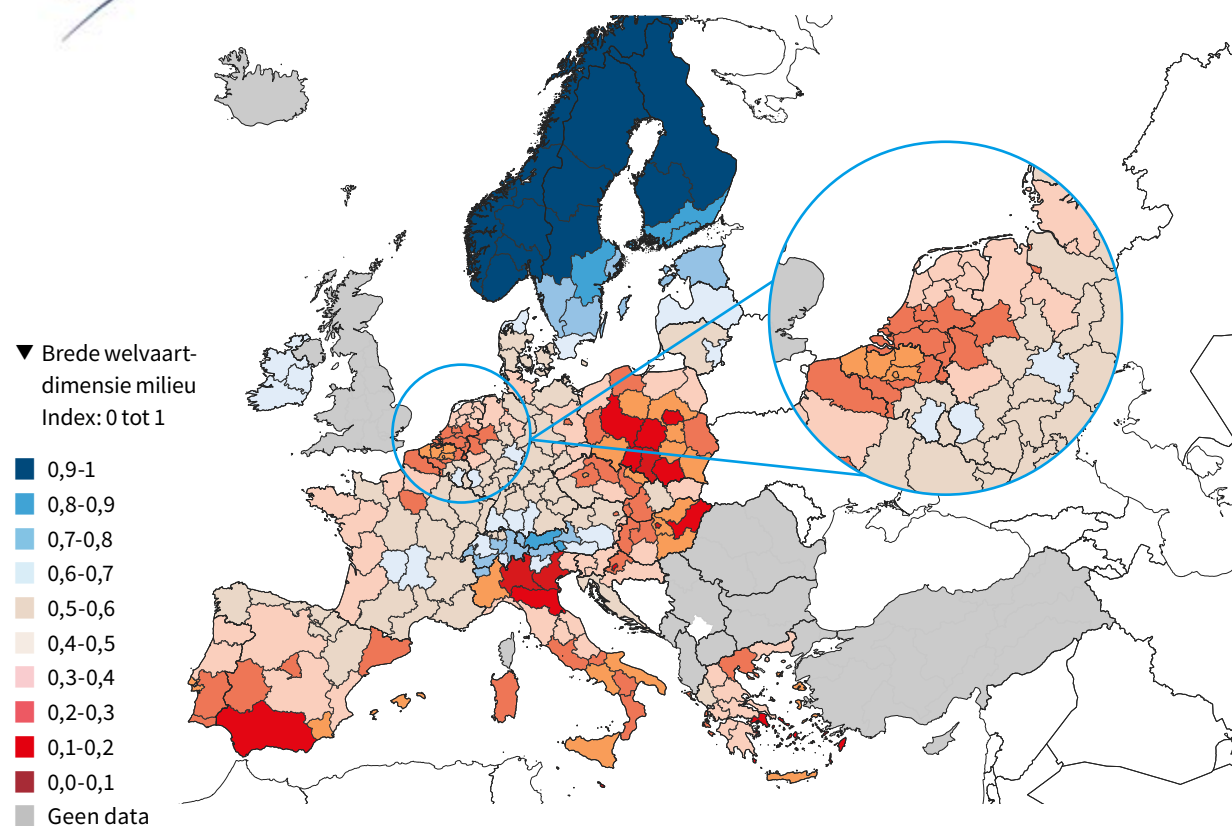 ▼ Brede welvaart-
dimensie milieu
Index: 0 tot 1
0,9-1
0,8-0,9
0,7-0,8
0,6-0,7
0,5-0,6
0,4-0,5
0,3-0,4
0,2-0,3
0,1-0,2
0,0-0,1
Geen data